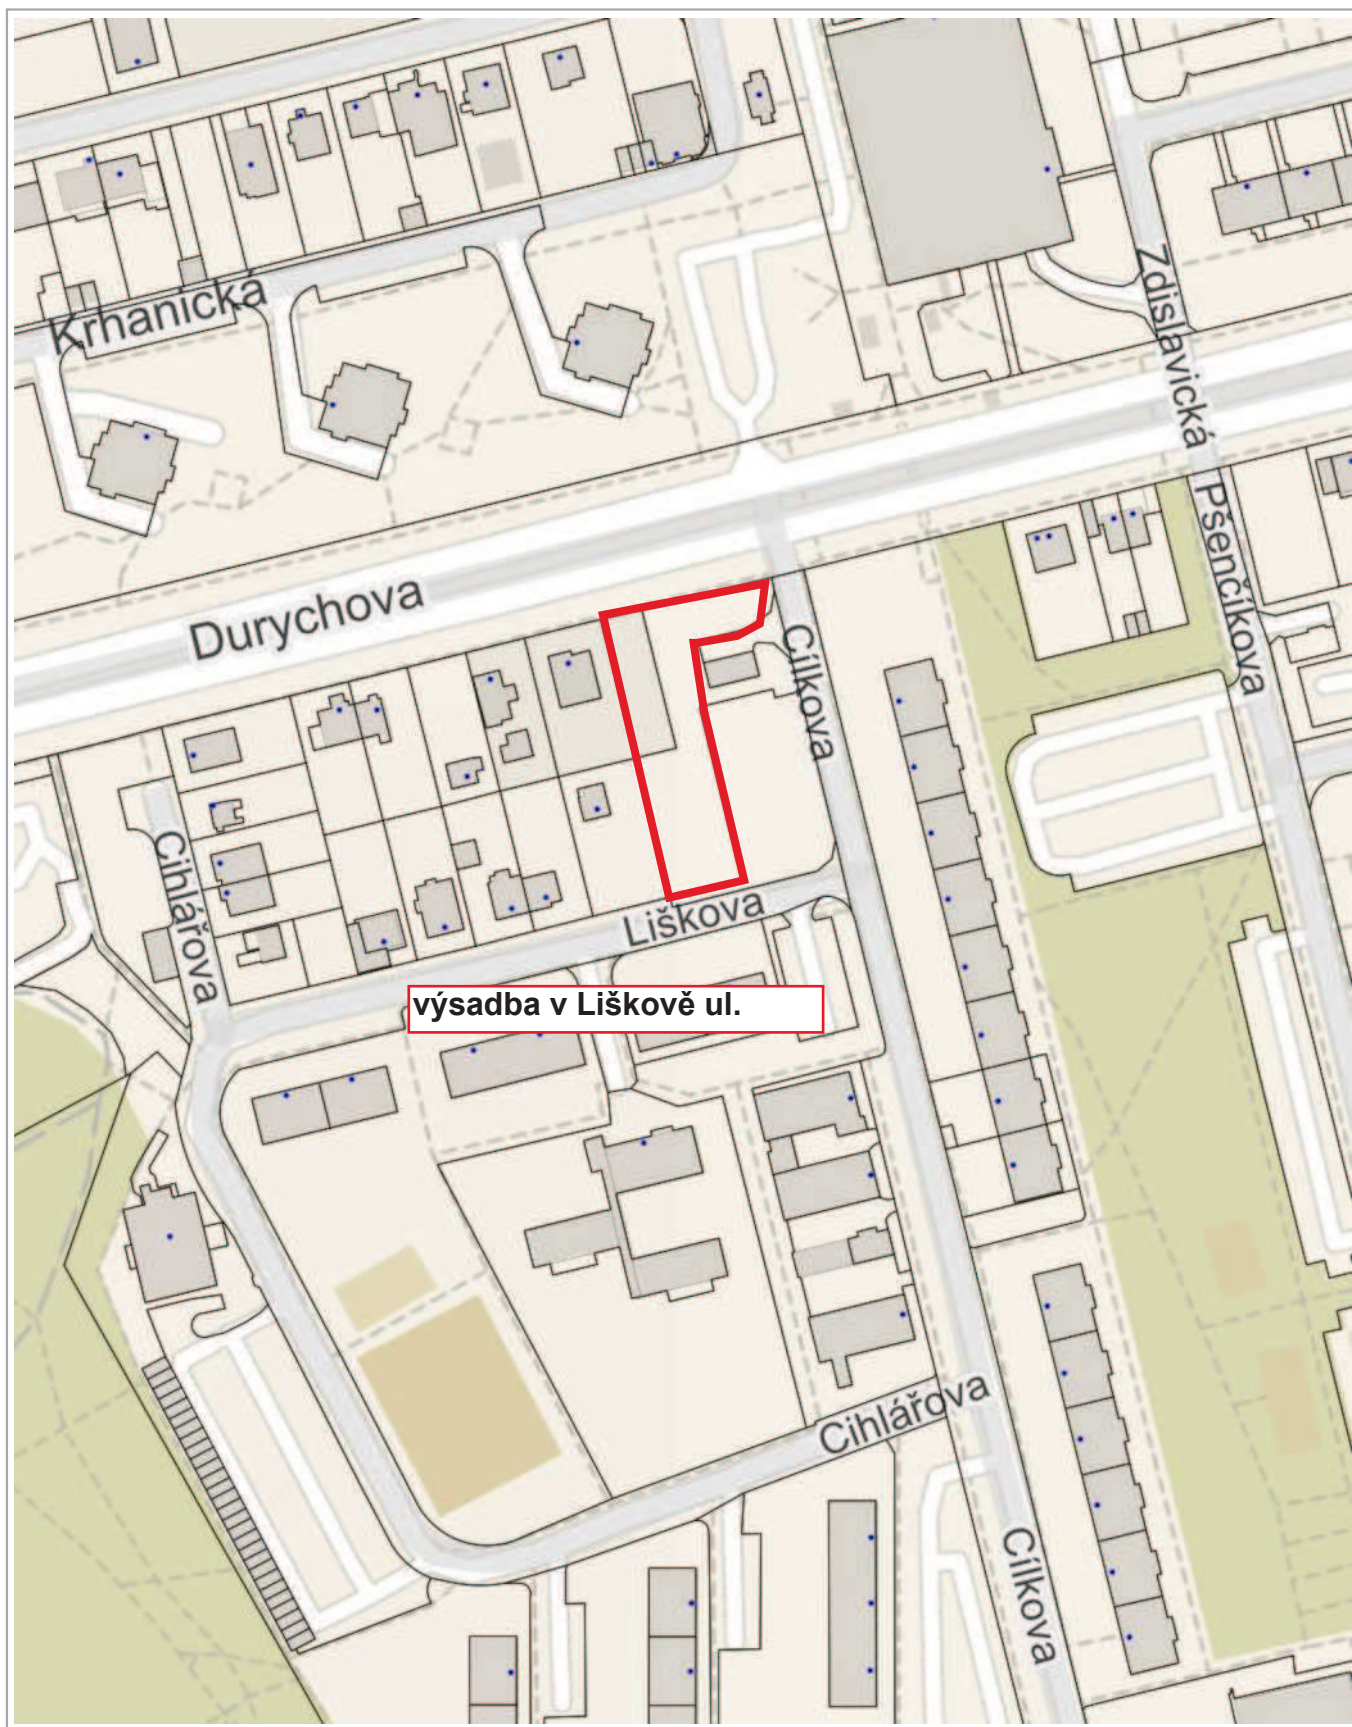 Krhanická
Zdislavická
Pšenčíkova
Durychova
Cílkova
Cihlářova
Liškova
výsadba v Liškově ul.
Cihlářova
Cílkova